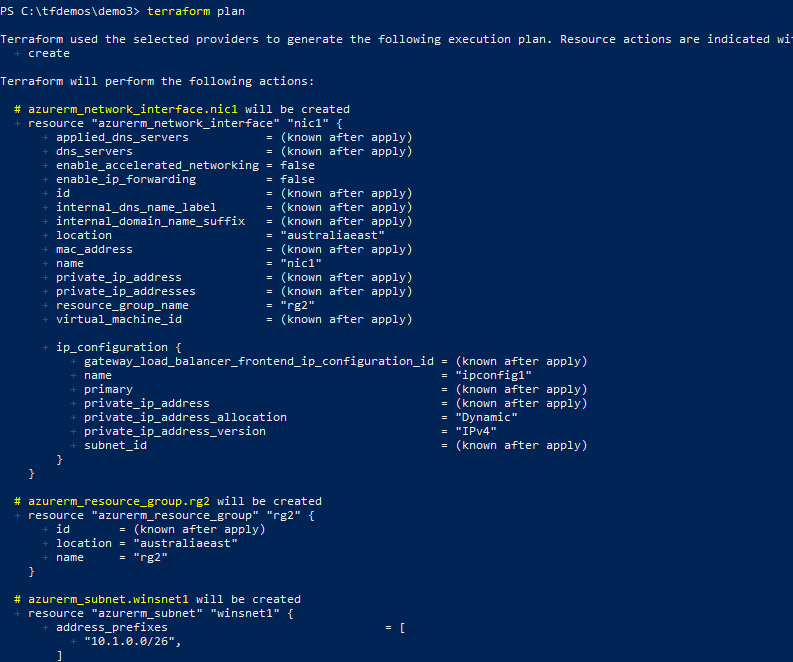 PS C:\tfdemos\demo3> terraform plan
Terraform used the selected providers to generate the following execution plan. Resource actions are indicated wi
+ create
Terraform will perform the following actions:
# azurerm_network_interface.nic1 will be created
+ resource "azurerm_network_interface" "nic1" {
+ applied_dns_servers = (known after apply)
+ dns_servers = (known after apply)
+ enable_accelerated_networking = false
+ enable_ip_forwarding = false
+ id = (known after apply)
+ internal_dns_name_label = (known after apply)
+ internal_domain_name_suffix = (known after apply)
+ location = "australiaeast"
+ mac_address = (known after apply)
+ name = "nic1"
+ private_ip_address = (known after apply)
+ private_ip_addresses = (known after apply)
+ resource_group_name = "rg2"
+ virtual_machine_id = (known after apply)
+ ip_configuration {
+ gateway_load_balancer_frontend_ip_configuration_id = (known after apply)
+ name = "ipconfig1"
+ primary = (known after apply)
+ private_ip_address = (known after apply)
+ private_ip_address_allocation = "Dynamic"
+ private_ip_address_version = "IPv4"
+ subnet_id = (known after apply)
}
}
# azurerm_resource_group.rg2 will be created
+ resource "azurerm_resource_group" "rg2" {
+ id = (known after apply)
+ location = "australiaeast"
+ name = "rg2"
}
# azurerm_subnet.winsnet1 will be created
+ resource "azurerm_subnet" "winsnet1" {
+ address_prefixes = [
+ "10.1.0.0/26",
]